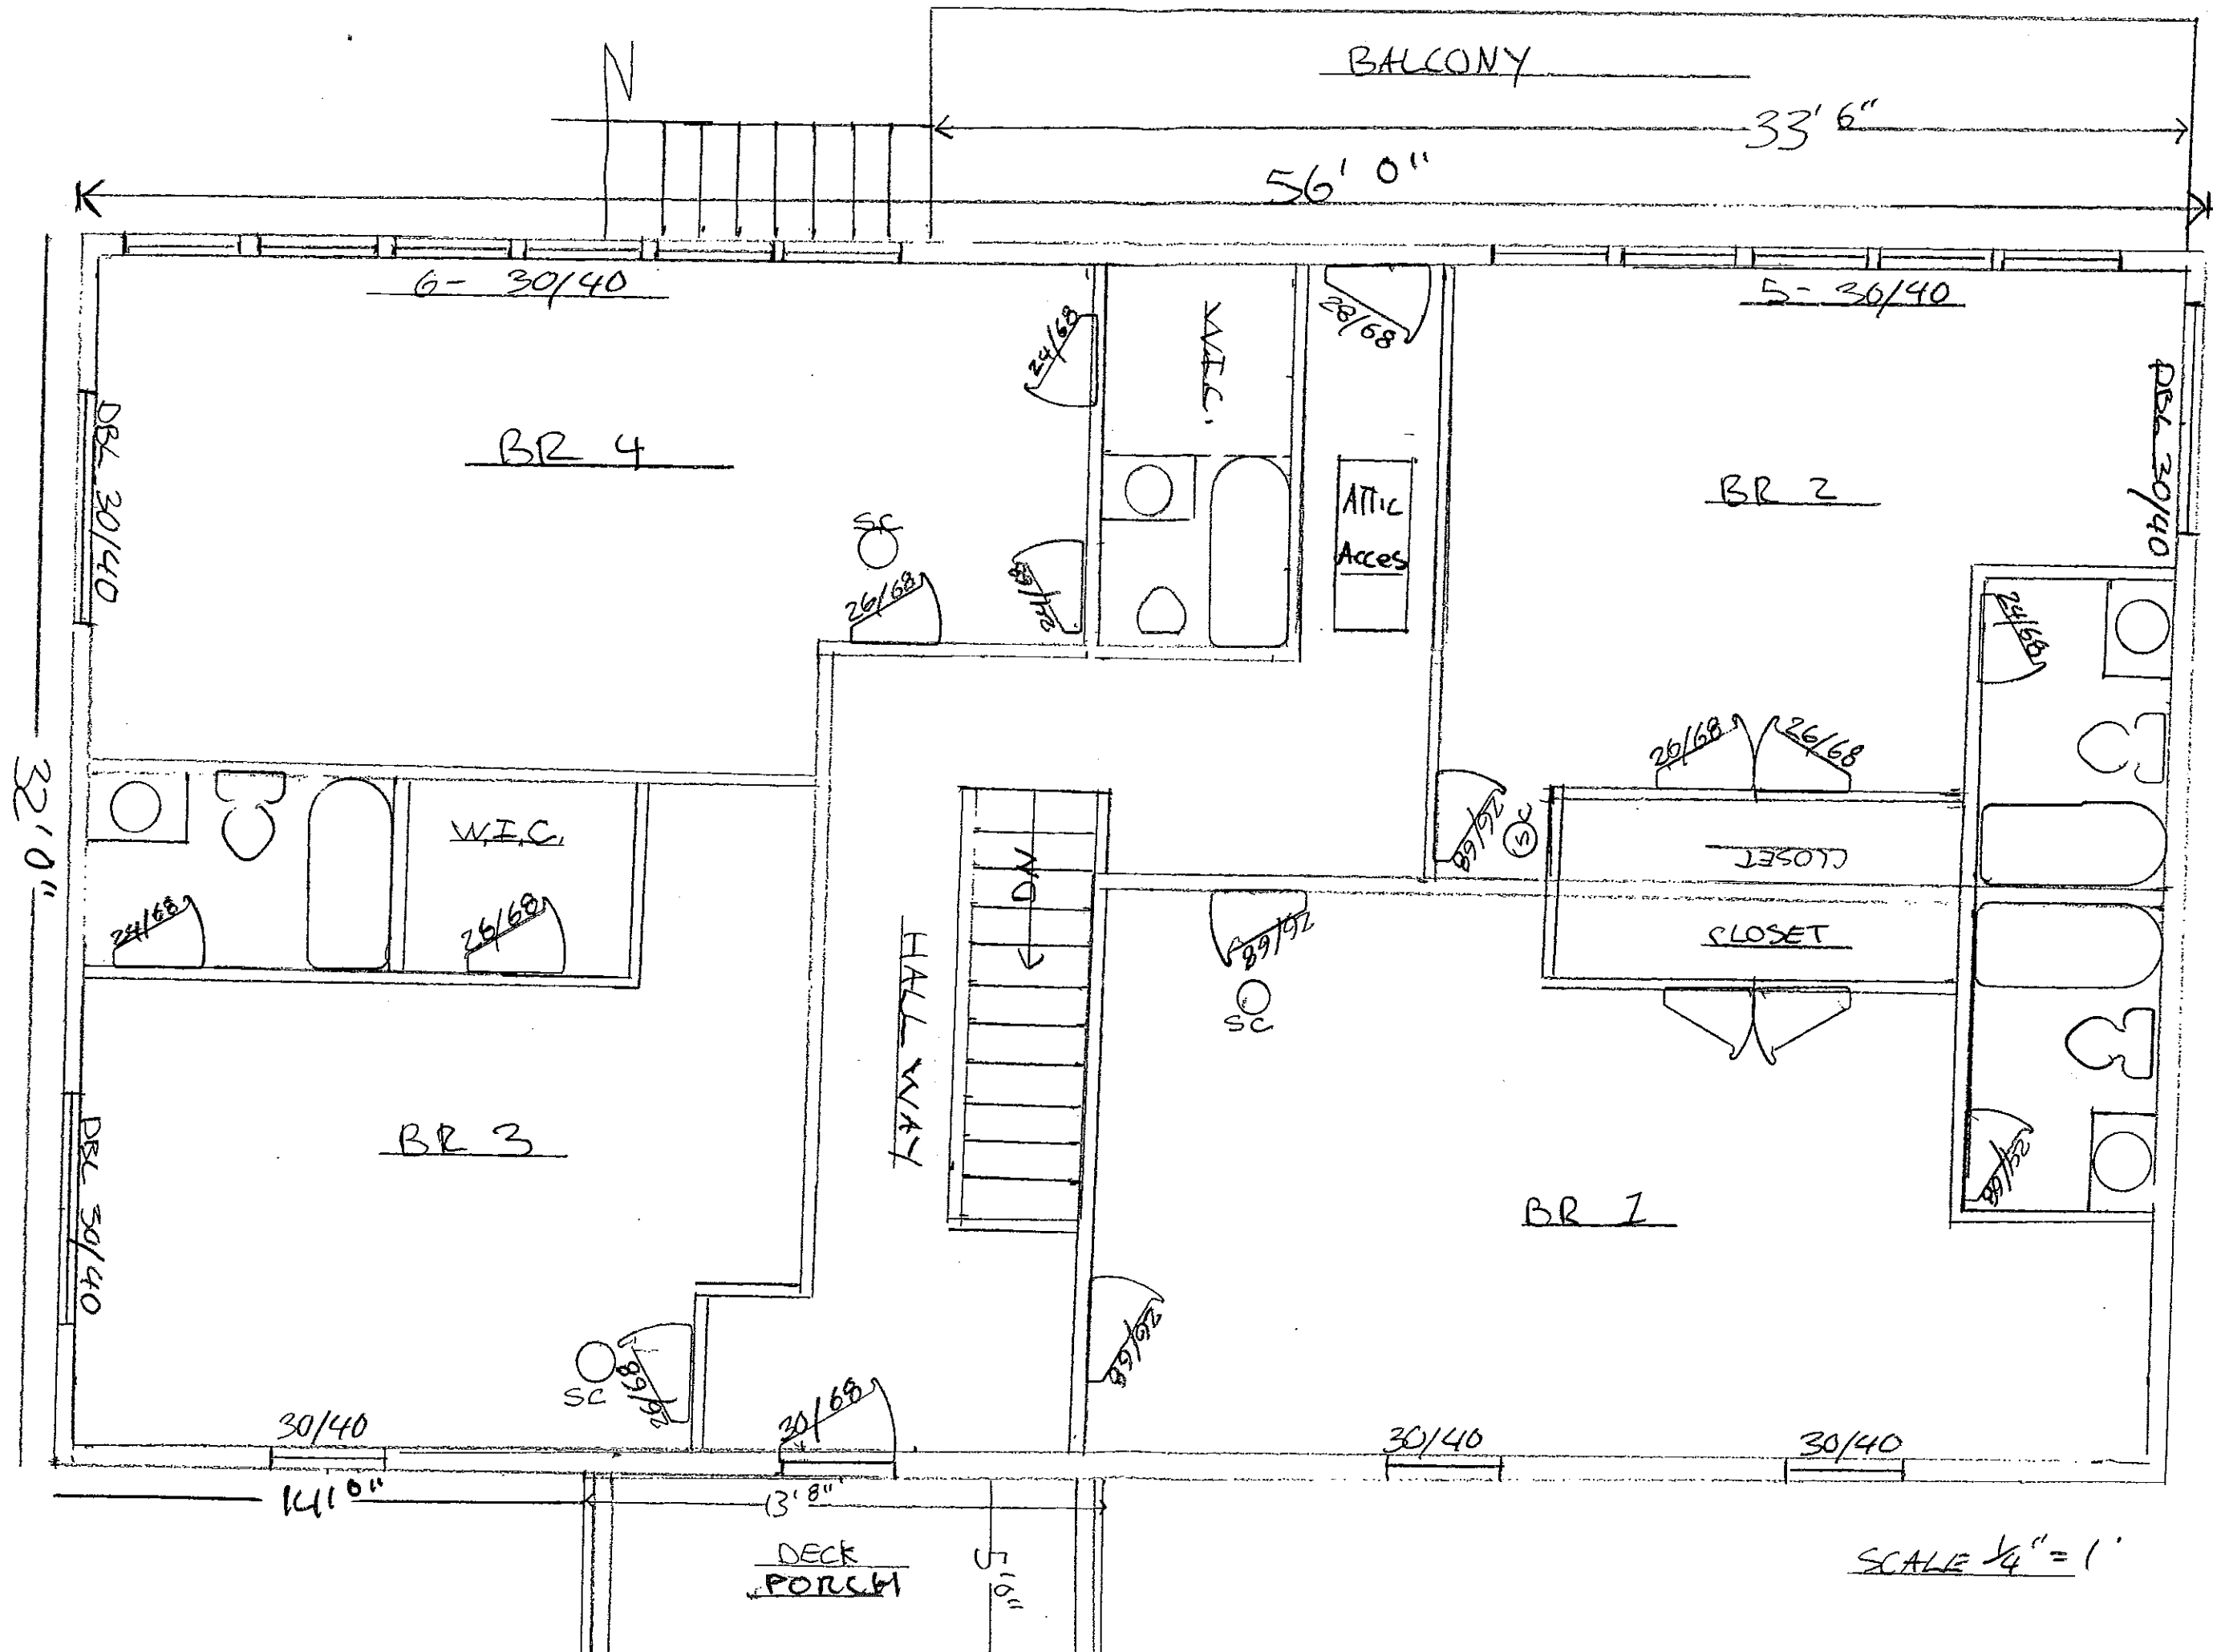 BALCONY
N
33' 6"
56' 0"
6- 30/40
5- 30/40
24/68
W.I.C.
28/68
DBL 30/40
DBL 30/40
BR 4
BR 2
ATTIC
Acces
SC
26/68
24/68
24/68
26/68
26/68
32'0"
W.I.C.
DN
26/68
SC
CLOSET
24/68
26/68
HALL WAY
26/68
CLOSET
SC
BR 3
DBL 30/40
24/68
BR 1
26/68
SC
26/68
30/68
30/40
30/40
30/40
14'0"
13'8"
DECK
PORCH
5'0"
SCALE 1/4" = 1'